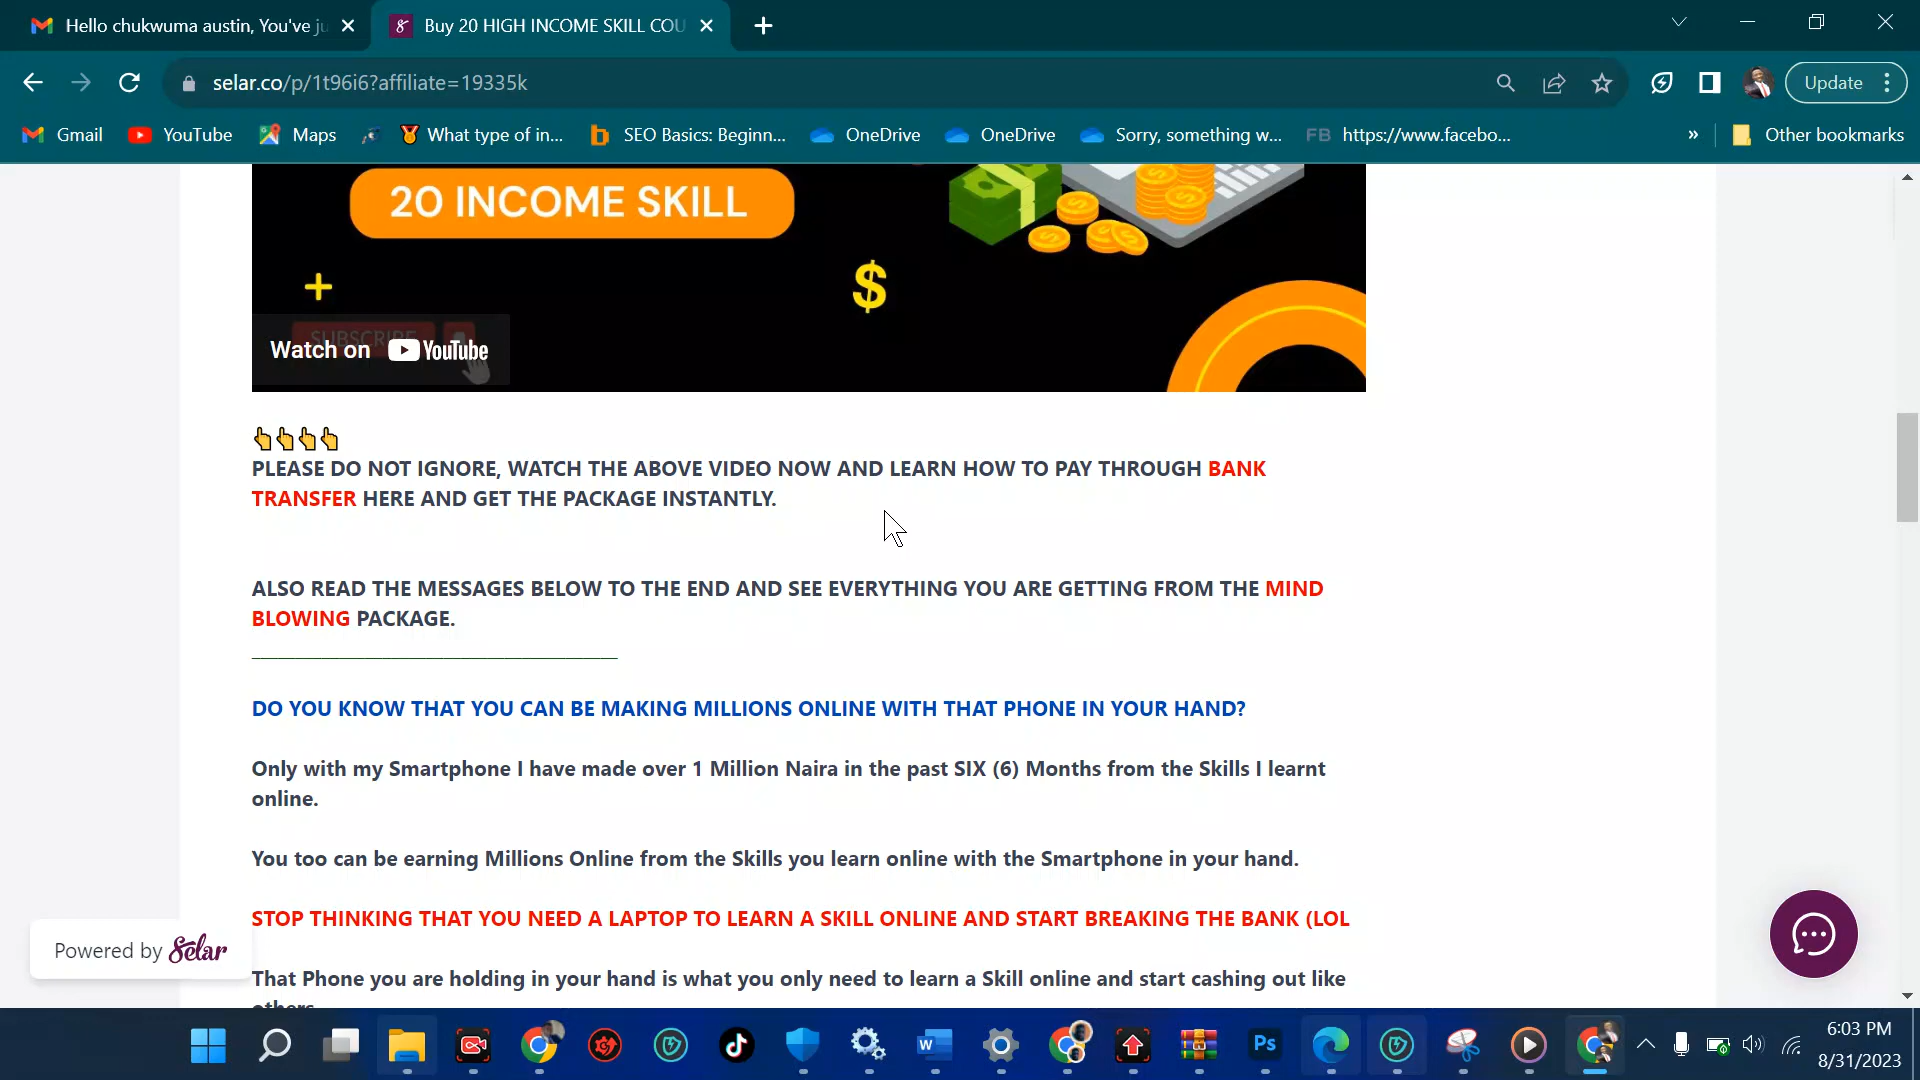 Hello chukwuma austin, You've ju
Buy 20 HIGH INCOME SKILL COU
selar.co/p/1t96i6?affiliate=19335k
Update
Gmail
YouTube
Maps
What type of in...
SEO Basics: Beginn...
OneDrive
OneDrive
Sorry, something w...
FB
https://www.facebo...
»
Other bookmarks
20 INCOME SKILL
+
$
SUBSCRIBE
Watch on YouTube
PLEASE DO NOT IGNORE, WATCH THE ABOVE VIDEO NOW AND LEARN HOW TO PAY THROUGH BANK
TRANSFER HERE AND GET THE PACKAGE INSTANTLY.
ALSO READ THE MESSAGES BELOW TO THE END AND SEE EVERYTHING YOU ARE GETTING FROM THE MIND
BLOWING PACKAGE.
DO YOU KNOW THAT YOU CAN BE MAKING MILLIONS ONLINE WITH THAT PHONE IN YOUR HAND?
Only with my Smartphone I have made over 1 Million Naira in the past SIX (6) Months from the Skills I learnt
online.
You too can be earning Millions Online from the Skills you learn online with the Smartphone in your hand.
STOP THINKING THAT YOU NEED A LAPTOP TO LEARN A SKILL ONLINE AND START BREAKING THE BANK (LOL
That Phone you are holding in your hand is what you only need to learn a Skill online and start cashing out like
others
Powered by Selar
W
Ps
6:03 PM
8/31/2023